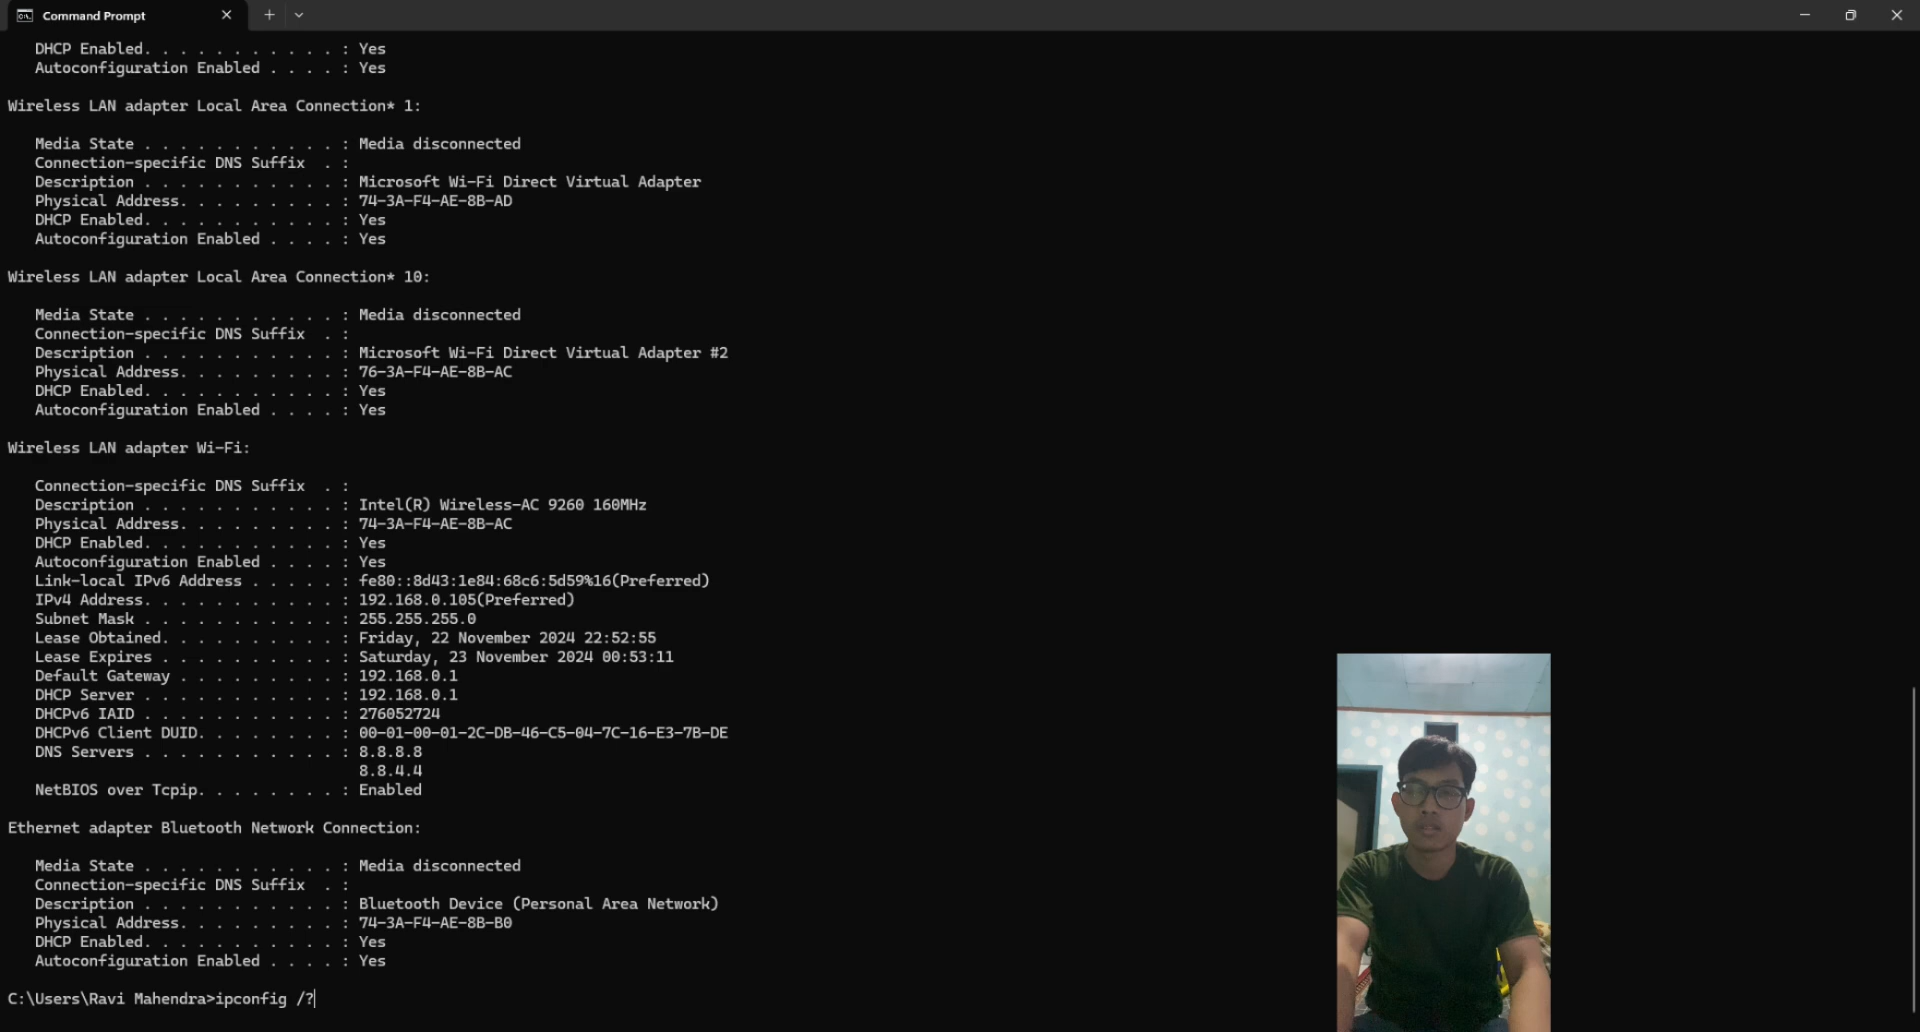 Command Prompt
DHCP Enabled. . . . . . . . . . . : Yes
Autoconfiguration Enabled . . . . : Yes
Wireless LAN adapter Local Area Connection* 1:
Media State . . . . . . . . . . . : Media disconnected
Connection-specific DNS Suffix  . :
Description . . . . . . . . . . . : Microsoft Wi-Fi Direct Virtual Adapter
Physical Address. . . . . . . . . : 74-3A-F4-AE-8B-AD
DHCP Enabled. . . . . . . . . . . : Yes
Autoconfiguration Enabled . . . . : Yes
Wireless LAN adapter Local Area Connection* 10:
Media State . . . . . . . . . . . : Media disconnected
Connection-specific DNS Suffix  . :
Description . . . . . . . . . . . : Microsoft Wi-Fi Direct Virtual Adapter #2
Physical Address. . . . . . . . . : 76-3A-F4-AE-8B-AC
DHCP Enabled. . . . . . . . . . . : Yes
Autoconfiguration Enabled . . . . : Yes
Wireless LAN adapter Wi-Fi:
Connection-specific DNS Suffix  . :
Description . . . . . . . . . . . : Intel(R) Wireless-AC 9260 160MHz
Physical Address. . . . . . . . . : 74-3A-F4-AE-8B-AC
DHCP Enabled. . . . . . . . . . . : Yes
Autoconfiguration Enabled . . . . : Yes
Link-local IPv6 Address . . . . . : fe80::8d43:1e84:68c6:5d59%16(Preferred)
IPv4 Address. . . . . . . . . . . : 192.168.0.105(Preferred)
Subnet Mask . . . . . . . . . . . : 255.255.255.0
Lease Obtained. . . . . . . . . . : Friday, 22 November 2024 22:52:55
Lease Expires . . . . . . . . . . : Saturday, 23 November 2024 00:53:11
Default Gateway . . . . . . . . . : 192.168.0.1
DHCP Server . . . . . . . . . . . : 192.168.0.1
DHCPv6 IAID . . . . . . . . . . . : 276052724
DHCPv6 Client DUID. . . . . . . . : 00-01-00-01-2C-DB-46-C5-04-7C-16-E3-7B-DE
DNS Servers . . . . . . . . . . . : 8.8.8.8
8.8.4.4
NetBIOS over Tcpip. . . . . . . . : Enabled
Ethernet adapter Bluetooth Network Connection:
Media State . . . . . . . . . . . : Media disconnected
Connection-specific DNS Suffix  . :
Description . . . . . . . . . . . : Bluetooth Device (Personal Area Network)
Physical Address. . . . . . . . . : 74-3A-F4-AE-8B-B0
DHCP Enabled. . . . . . . . . . . : Yes
Autoconfiguration Enabled . . . . : Yes
C:\Users\Ravi Mahendra>ipconfig /?